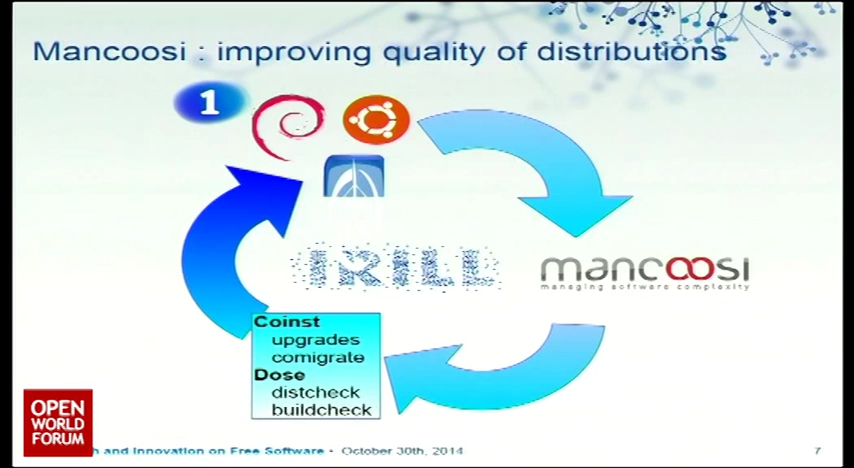 Mancoosi : improving quality of distributions
1
IRILL
mancoosi
managing software complexity
Coinst
upgrades
comigrate
Dose
distcheck
buildcheck
OPEN
WORLD
FORUM
and Innovation on Free Software • October 30th, 2014
7